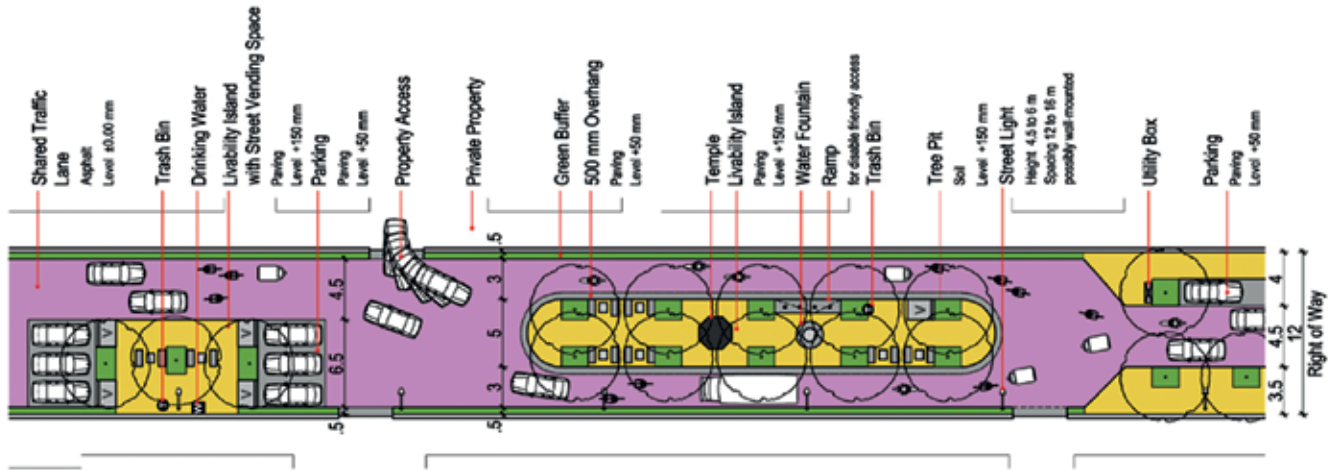 Shared Traffic
Lane
Asphalt
Level ±0.00 mm
Trash Bin
Drinking Water
Livability Island
with Street Vending Space
Paving
Level +150 mm
Parking
Paving
Level +50 mm
Property Access
Private Property
Green Buffer
500 mm Overhang
Paving
Level +50 mm
Temple
Livability Island
Paving
Level +150 mm
Water Fountain
Ramp
for disable friendly access
Trash Bin
Tree Pit
Soil
Level +150 mm
Street Light
Height 4.5 to 6 m
Spacing 12 to 16 m
possibly wall-mounted
Utility Box
Parking
Paving
Level +50 mm
4.5
6.5
.5
.5
3
5
3
.5
V
V
V
V
V
W
4
4.5
3.5
12
Right of Way